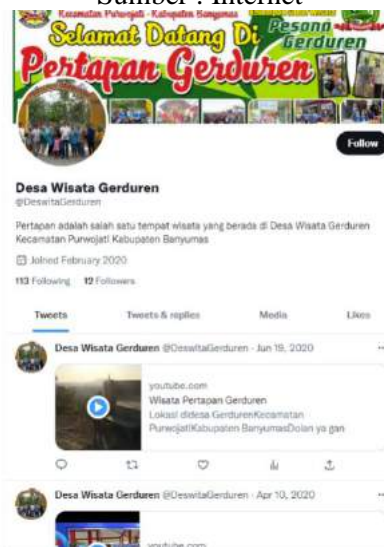 Sumber : Internet
Kecamatan Purwojati - Kabupaten Banyumas
Selamat Datang Di
Pesona
Gerduren
Pertapan Gerduren
Follow
Desa Wisata Gerduren
@DeswitaGerduren
Pertapan adalah salah satu tempat wisata yang berada di Desa Wisata Gerduren
Kecamatan Purwojati Kabupaten Banyumas
Joined February 2020
113 Following 12 Followers
Tweets Tweets & replies Media Likes
Desa Wisata Gerduren @DeswitaGerduren · Jun 19, 2020
youtube.com
Wisata Pertapan Gerduren
Lokasi didesa GerdurenKecamatan
PurwojatiKabupaten BanyumasDolan ya gan
Desa Wisata Gerduren @DeswitaGerduren · Apr 10, 2020
youtube.com